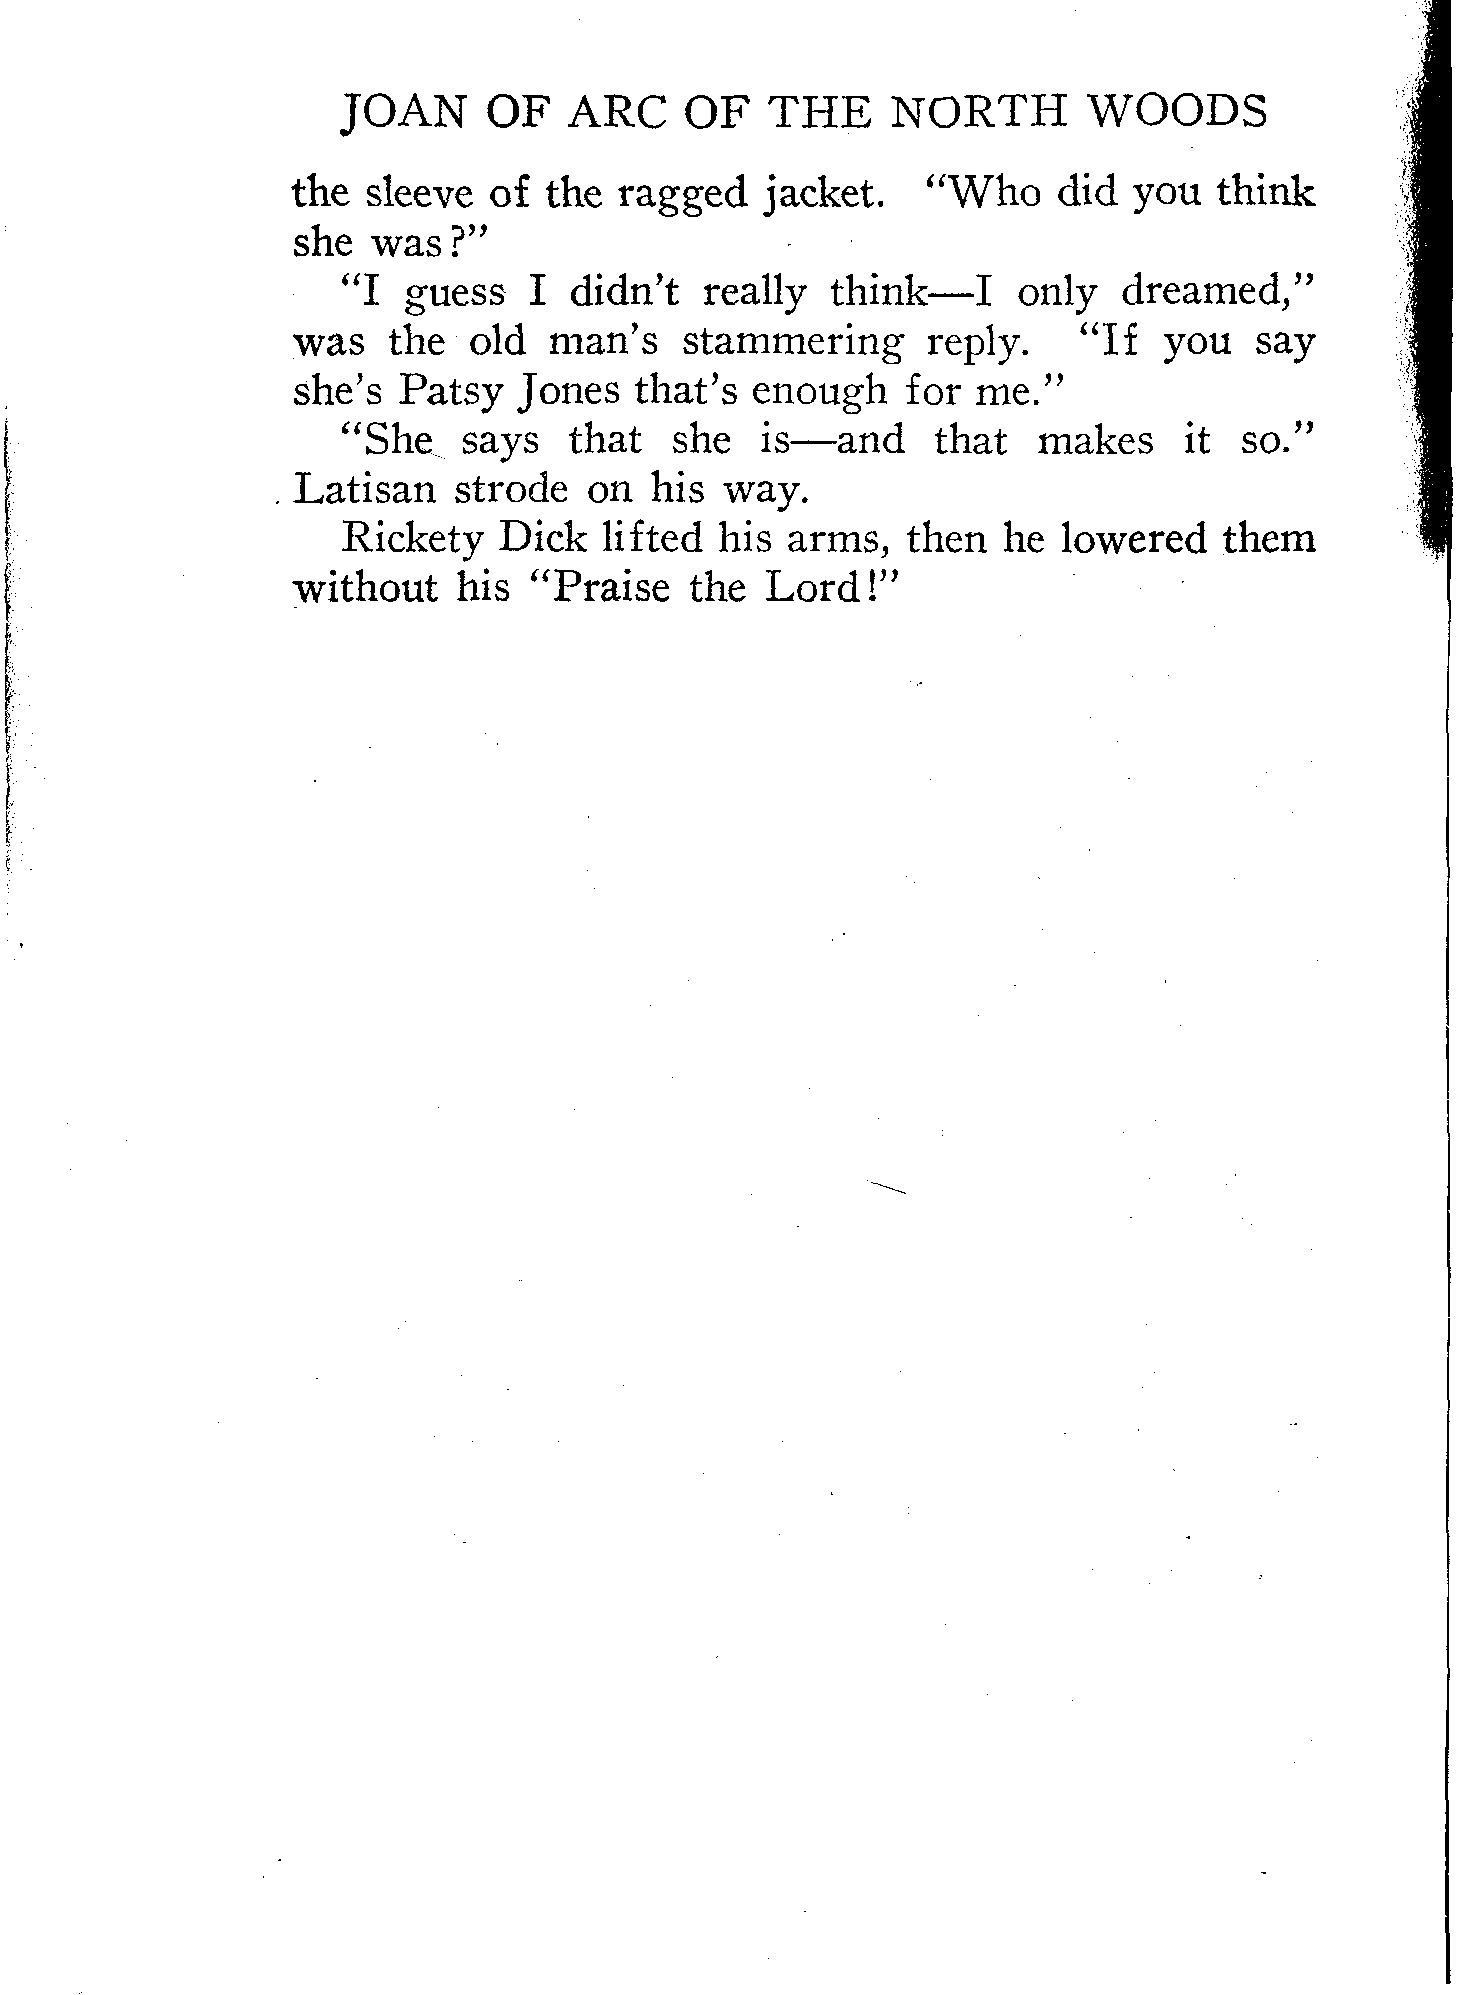 JOAN OF ARC OF THE NORTH WOODS
the sleeve of the ragged jacket. “Who did you think
she was?”
“I guess I didn’t really think—I only dreamed,”
was the old man’s stammering reply. “If you say
she’s Patsy Jones that’s enough for me.”
“She says that she is—and that makes it so.”
Latisan strode on his way.
Rickety Dick lifted his arms, then he lowered them
without his “Praise the Lord!”